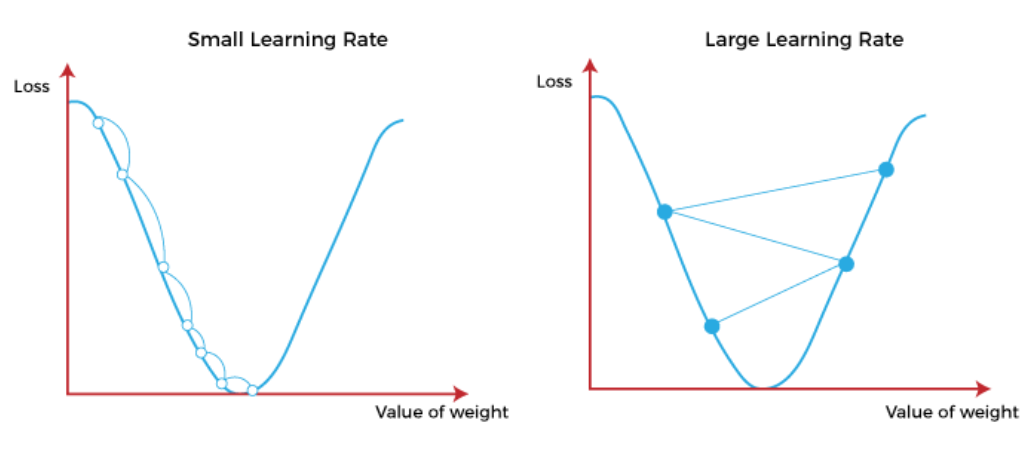 Small Learning Rate
Loss
Value of weight
Large Learning Rate
Loss
Value of weight